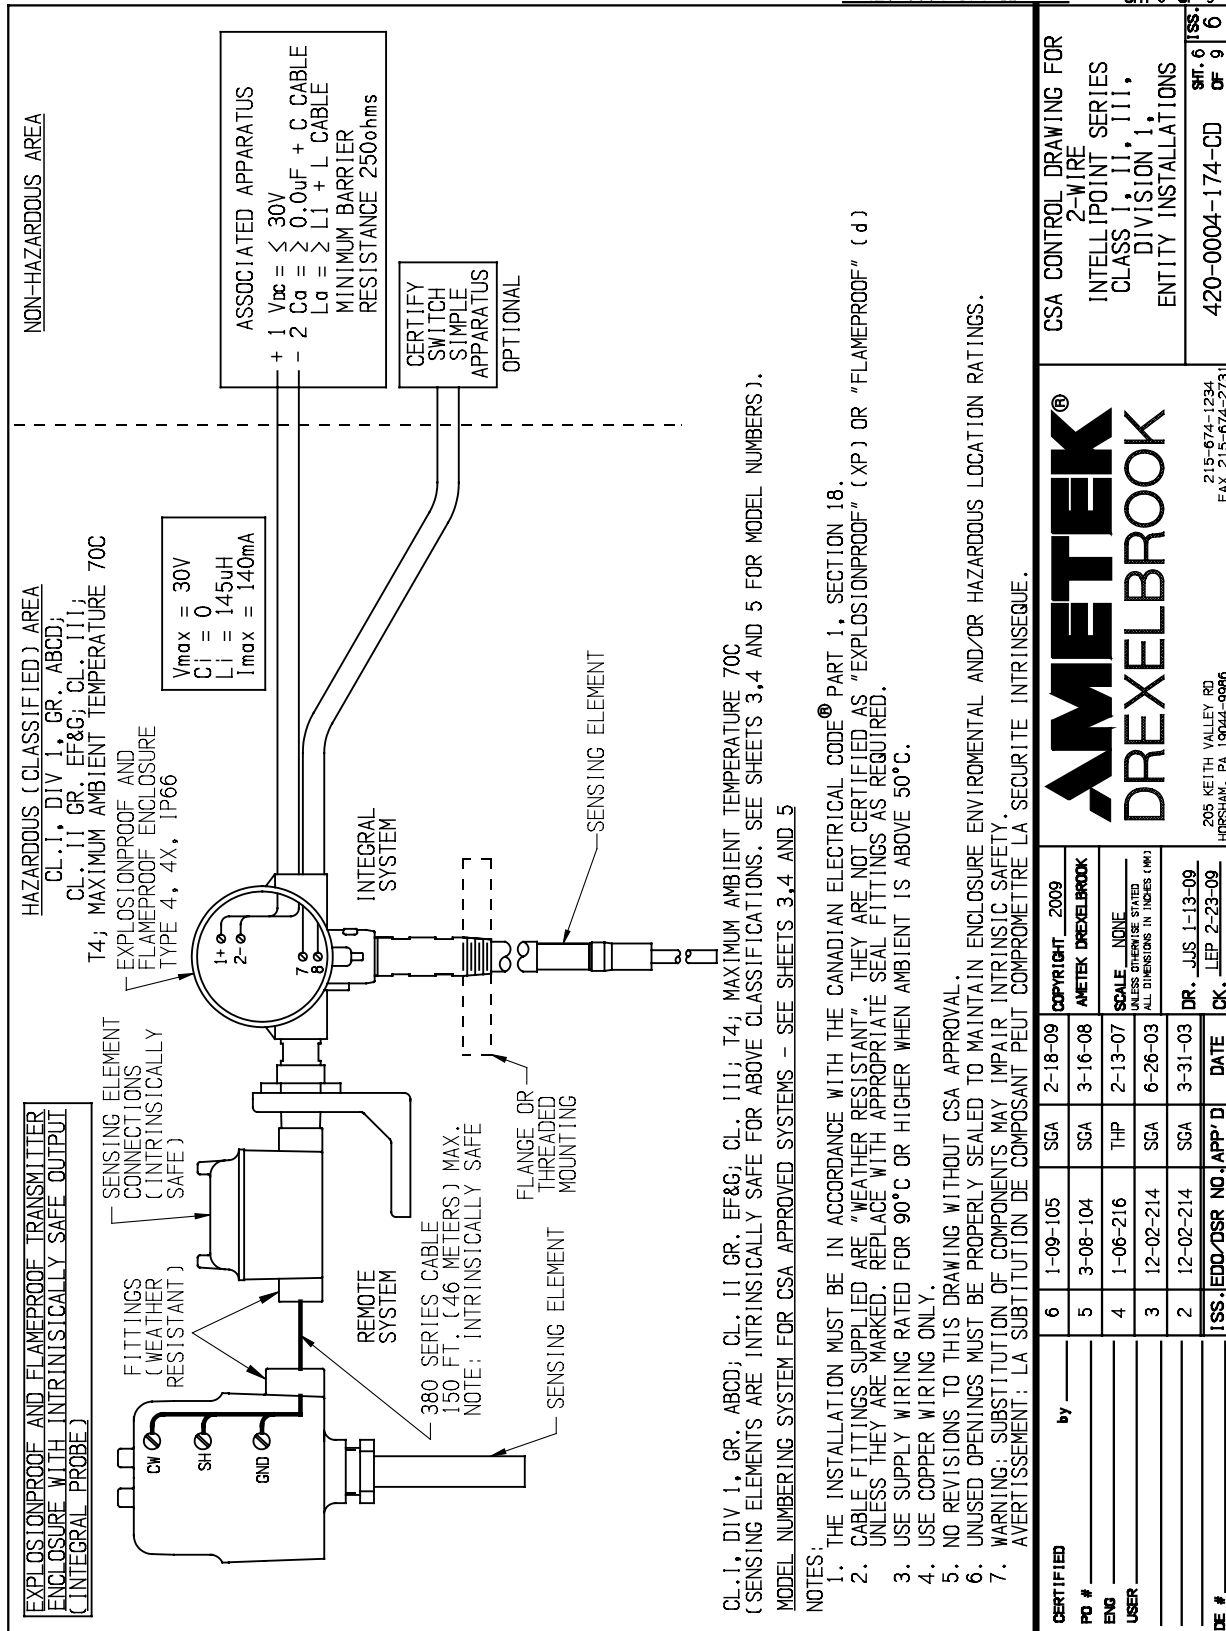 EXPLOSIONPROOF AND FLAMEPROOF TRANSMITTER
ENCLOSURE WITH INTRINISICALLY SAFE OUTPUT
(INTEGRAL PROBE)
HAZARDOUS (CLASSIFIED) AREA
CL.I, DIV 1, GR. ABCD;
CL. II GR. EF&G; CL. III;
T4; MAXIMUM AMBIENT TEMPERATURE 70C
NON-HAZARDOUS AREA
FITTINGS
(WEATHER
RESISTANT)
SENSING ELEMENT
CONNECTIONS
(INTRINSICALLY
SAFE)
EXPLOSIONPROOF AND
FLAMEPROOF ENCLOSURE
TYPE 4, 4X, IP66
Vmax = 30V
Ci = 0
Li = 145uH
Imax = 140mA
ASSOCIATED APPARATUS
+ 1 VDC = ≤ 30V
- 2 Ca = ≥ 0.0uF + C CABLE
La = ≥ L1 + L CABLE
MINIMUM BARRIER
RESISTANCE 250ohms
CERTIFY
SWITCH
SIMPLE
APPARATUS
OPTIONAL
CW
SH
GND
1+
2-
7
8
REMOTE
SYSTEM
INTEGRAL
SYSTEM
380 SERIES CABLE
150 FT. (46 METERS) MAX.
NOTE: INTRINSICALLY SAFE
FLANGE OR
THREADED
MOUNTING
SENSING ELEMENT
SENSING ELEMENT
CL.I, DIV 1, GR. ABCD; CL. II GR. EF&G; CL. III; T4; MAXIMUM AMBIENT TEMPERATURE 70C
(SENSING ELEMENTS ARE INTRINSICALLY SAFE FOR ABOVE CLASSIFICATIONS. SEE SHEETS 3,4 AND 5 FOR MODEL NUMBERS).
MODEL NUMBERING SYSTEM FOR CSA APPROVED SYSTEMS - SEE SHEETS 3,4 AND 5
NOTES:
1. THE INSTALLATION MUST BE IN ACCORDANCE WITH THE CANADIAN ELECTRICAL CODE® PART 1, SECTION 18.
2. CABLE FITTINGS SUPPLIED ARE "WEATHER RESISTANT". THEY ARE NOT CERTIFIED AS "EXPLOSIONPROOF" (XP) OR "FLAMEPROOF" (d)
UNLESS THEY ARE MARKED. REPLACE WITH APPROPRIATE SEAL FITTINGS AS REQUIRED.
3. USE SUPPLY WIRING RATED FOR 90°C OR HIGHER WHEN AMBIENT IS ABOVE 50°C.
4. USE COPPER WIRING ONLY.
5. NO REVISIONS TO THIS DRAWING WITHOUT CSA APPROVAL.
6. UNUSED OPENINGS MUST BE PROPERLY SEALED TO MAINTAIN ENCLOSURE ENVIROMENTAL AND/OR HAZARDOUS LOCATION RATINGS.
7. WARNING: SUBSTITUTION OF COMPONENTS MAY IMPAIR INTRINSIC SAFETY.
AVERTISSEMENT: LA SUBTITUTION DE COMPOSANT PEUT COMPROMETTRE LA SECURITE INTRINSEQUE.
CERTIFIED by
PO #
ENG
USER
DE #
6 1-09-105 SGA 2-18-09
5 3-08-104 SGA 3-16-08
4 1-06-216 THP 2-13-07
3 12-02-214 SGA 6-26-03
2 12-02-214 SGA 3-31-03
ISS. EDO/DSR NO. APP'D DATE
COPYRIGHT 2009
AMETEK DREXELBROOK
SCALE NONE
UNLESS OTHERWISE STATED
ALL DIMENSIONS IN INCHES (MM)
DR. JJS 1-13-09
CK. LEP 2-23-09
AMETEK®
DREXELBROOK
205 KEITH VALLEY RD
HORSHAM, PA 19044-9986
215-674-1234
FAX 215-674-2731
CSA CONTROL DRAWING FOR
2-WIRE
INTELLIPOINT SERIES
CLASS I, II, III,
DIVISION 1,
ENTITY INSTALLATIONS
420-0004-174-CD
SHT. 6
OF 9
ISS.
6